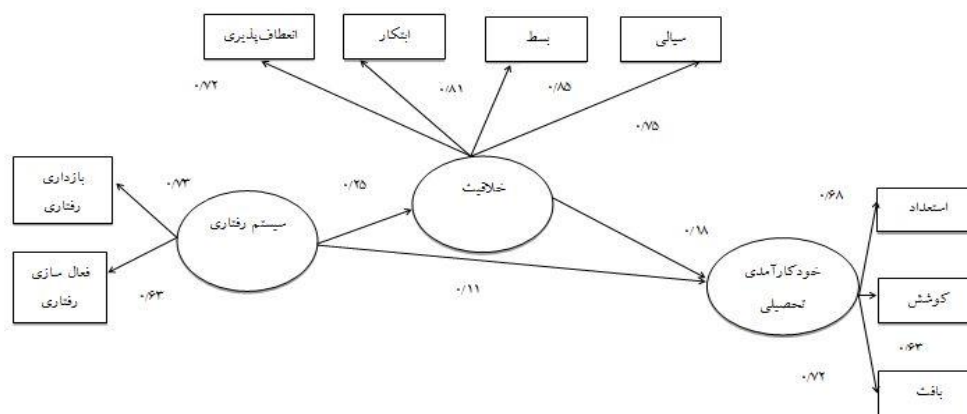 سیالی
بسط
ابتکار
انعطاف‌پذیری
۰/۷۵
۰/۸۵
۰/۸۱
۰/۷۲
خلاقیت
۰/۲۵
سیستم رفتاری
۰/۷۳
بازداری
رفتاری
۰/۶۳
فعال سازی
رفتاری
۰/۱۸
۰/۱۱
خودکارآمدی
تحصیلی
۰/۶۸
استعداد
کوشش
۰/۶۳
۰/۷۲
بافت